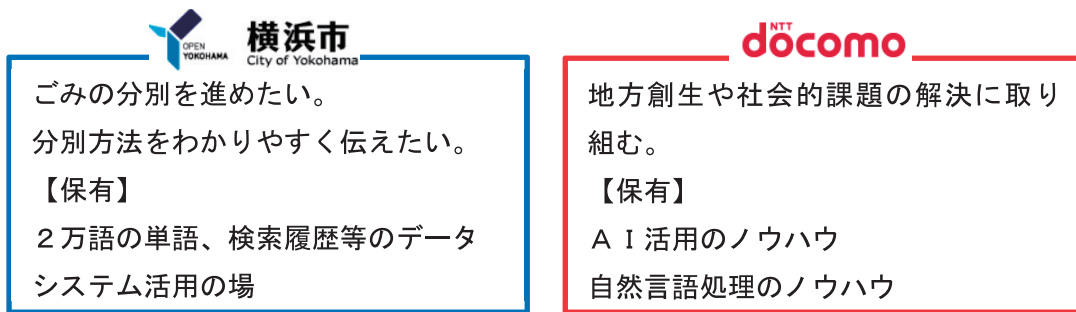 OPEN
YOKOHAMA
横浜市
City of Yokohama
ごみの分別を進めたい。
分別方法をわかりやすく伝えたい。
【保有】
２万語の単語、検索履歴等のデータ
システム活用の場
NTT
docomo
地方創生や社会的課題の解決に取り
組む。
【保有】
ＡＩ活用のノウハウ
自然言語処理のノウハウ